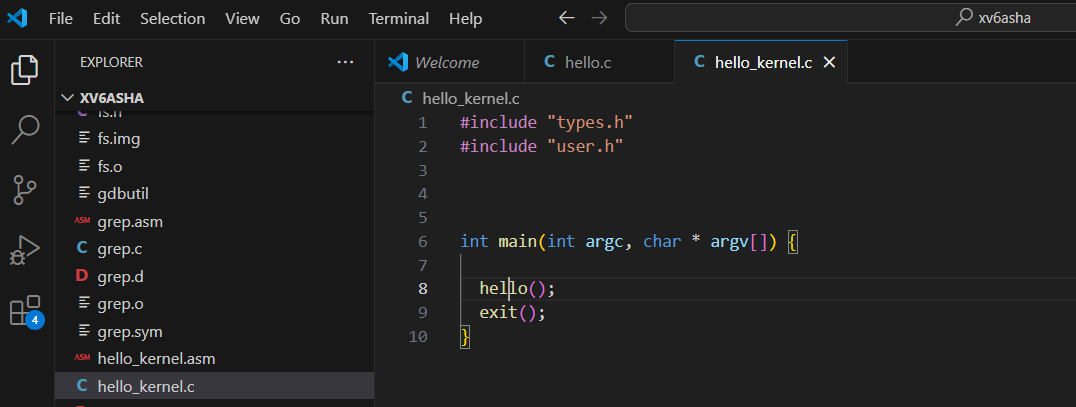 File Edit Selection View Go Run Terminal Help xv6asha
EXPLORER ...
Welcome C hello.c C hello_kernel.c
XV6ASHA
C hello_kernel.c
fs.img
fs.o
gdbutil
ASM grep.asm
C grep.c
D grep.d
grep.o
grep.sym
ASM hello_kernel.asm
C hello_kernel.c
4
1 #include "types.h"
2 #include "user.h"
3
4
5
6 int main(int argc, char * argv[]) {
7
8 hello();
9 exit();
10 }